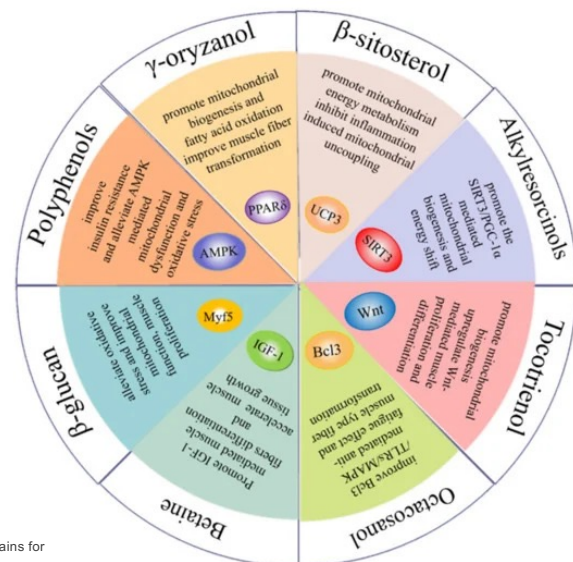 γ-oryzanol
promote mitochondrial
biogenesis and
fatty acid oxidation
improve muscle fiber
transformation
PPARδ
β-sitosterol
promote mitochondrial
energy metabolism
inhibit inflammation
induced mitochondrial
uncoupling
UCP3
Alkylresorcinols
promote the
SIRT3/PGC-1α
mediated
mitochondrial
biogenesis and
energy shift
SIRT3
Tocotrienol
promote mitochondrial
biogenesis
upregulate Wnt-
mediated muscle
proliferation and
differentiation
Wnt
Octacosanol
improve Bcl3
/TLRs/MAPK
mediated anti-
fatigue effect and
muscle type fiber
transformation
Bcl3
Betaine
Promote IGF-1
mediated muscle
fibers differentiation
and
accelerate muscle
tissue growth
IGF-1
β-glucan
alleviate oxidative
stress and improve
mitochondrial
function, muscle
proliferation
Myf5
Polyphenols
improve
insulin resistance
and alleviate AMPK
mediated
mitochondrial
dysfunction and
oxidative stress
AMPK
ains for